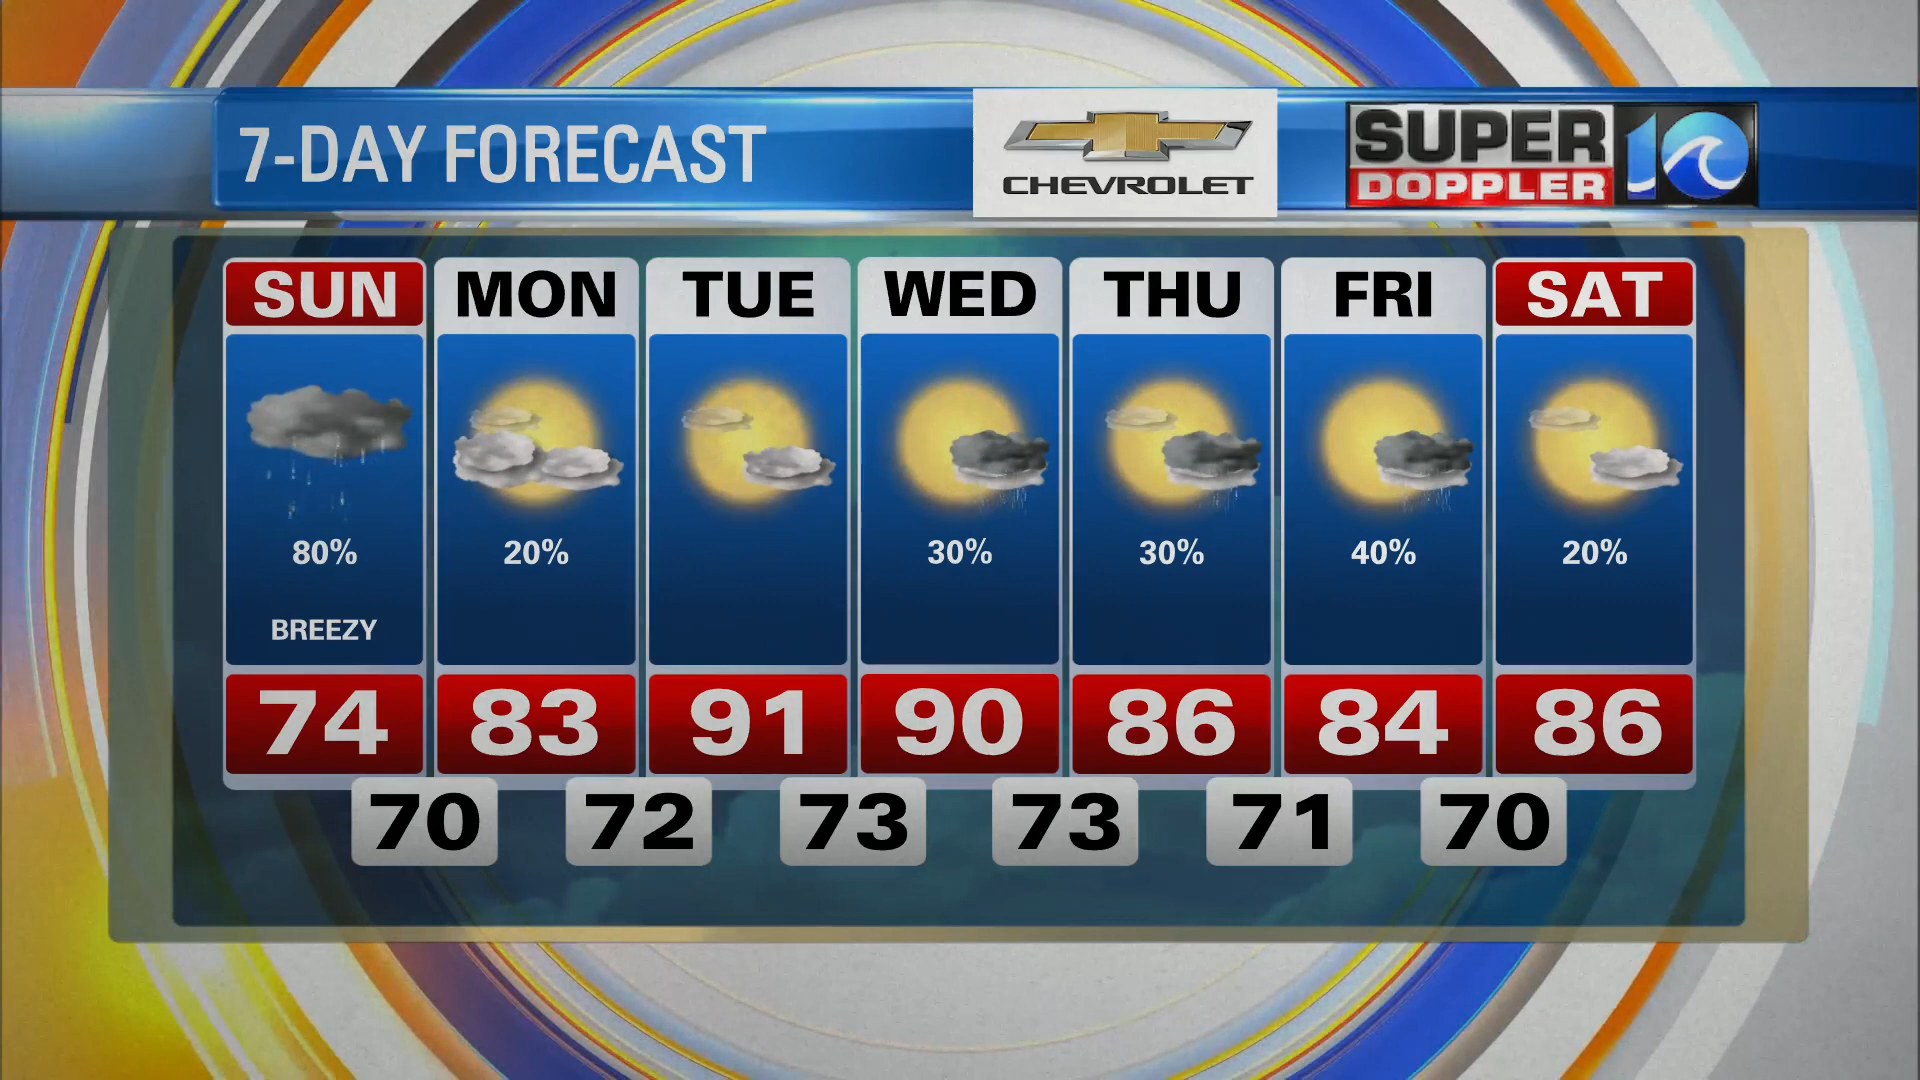 7-DAY FORECAST
CHEVROLET
SUPER
DOPPLER 10
SUN MON TUE WED THU FRI SAT
80% 20% 30% 30% 40% 20%
BREEZY
74 83 91 90 86 84 86
70 72 73 73 71 70